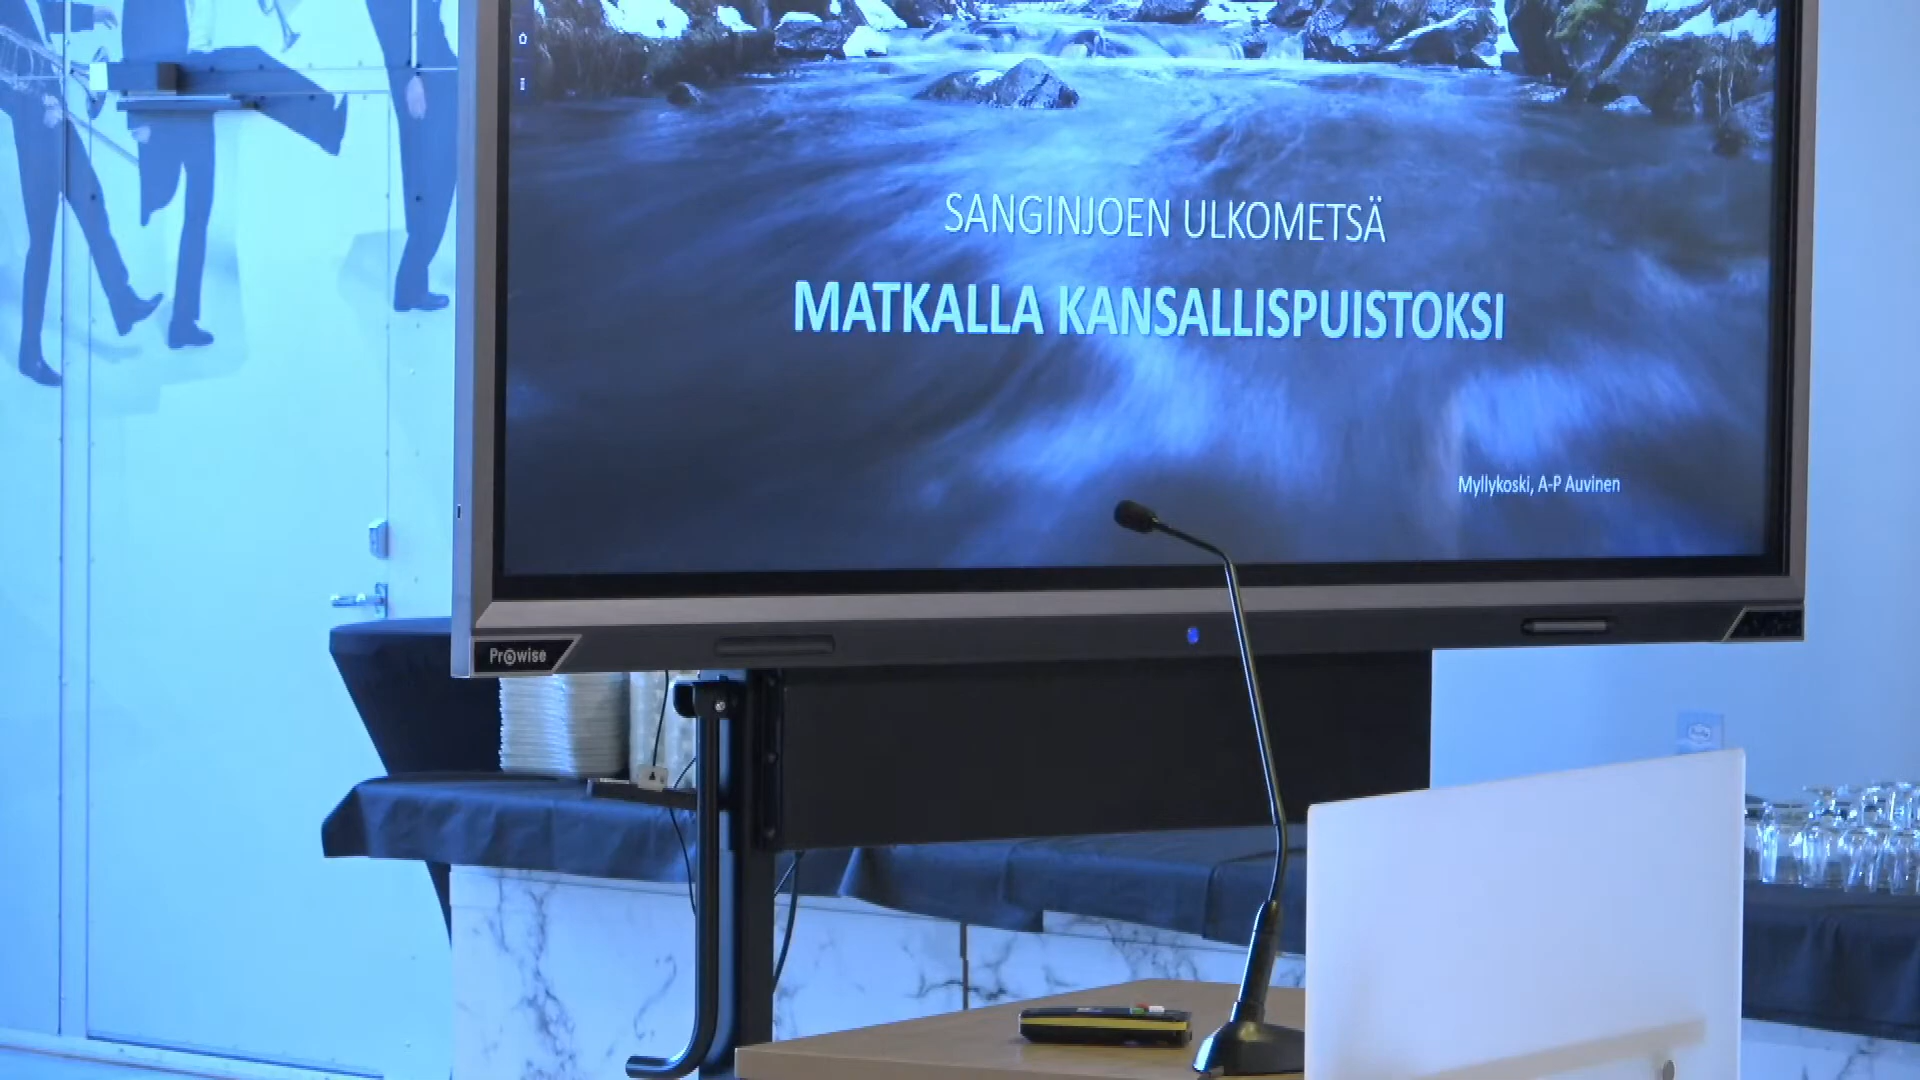 SANGINJOEN ULKOMETSÄ
MATKALLA KANSALLISPUISTOKSI
Myllykoski, A-P Auvinen
Prowise